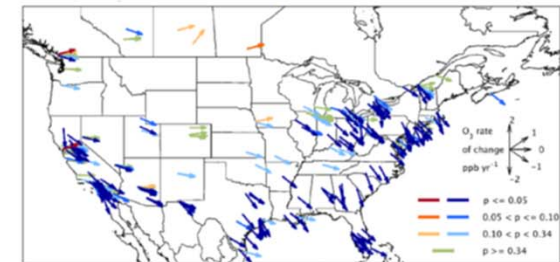 O₃ rate
of change
ppb yr⁻¹
2
1
0
−1
−2
p <= 0.05
0.05 < p <= 0.10
0.10 < p < 0.34
p >= 0.34